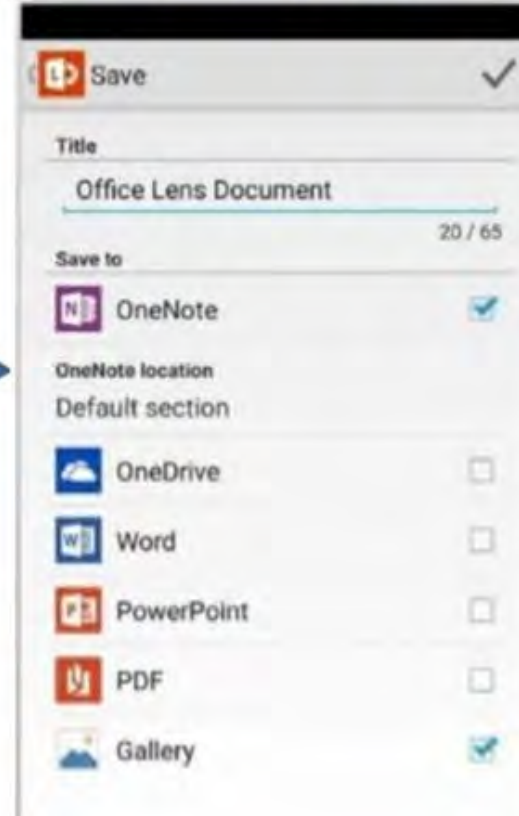 Save
Title
Office Lens Document
20 / 65
Save to
OneNote
OneNote location
Default section
OneDrive
Word
PowerPoint
PDF
Gallery